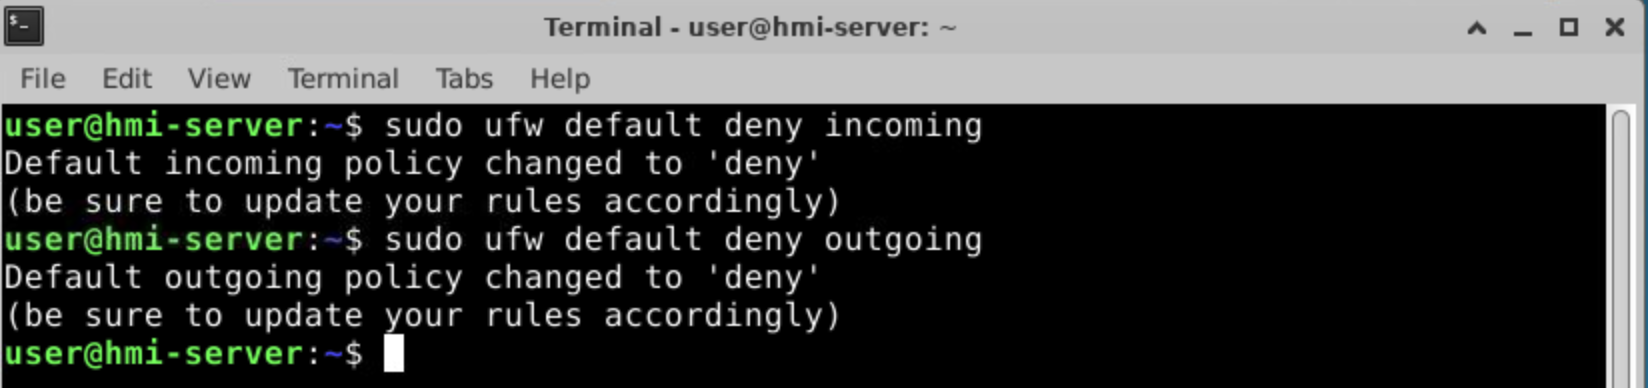 Terminal - user@hmi-server: ~
File Edit View Terminal Tabs Help
user@hmi-server:~$ sudo ufw default deny incoming
Default incoming policy changed to 'deny'
(be sure to update your rules accordingly)
user@hmi-server:~$ sudo ufw default deny outgoing
Default outgoing policy changed to 'deny'
(be sure to update your rules accordingly)
user@hmi-server:~$